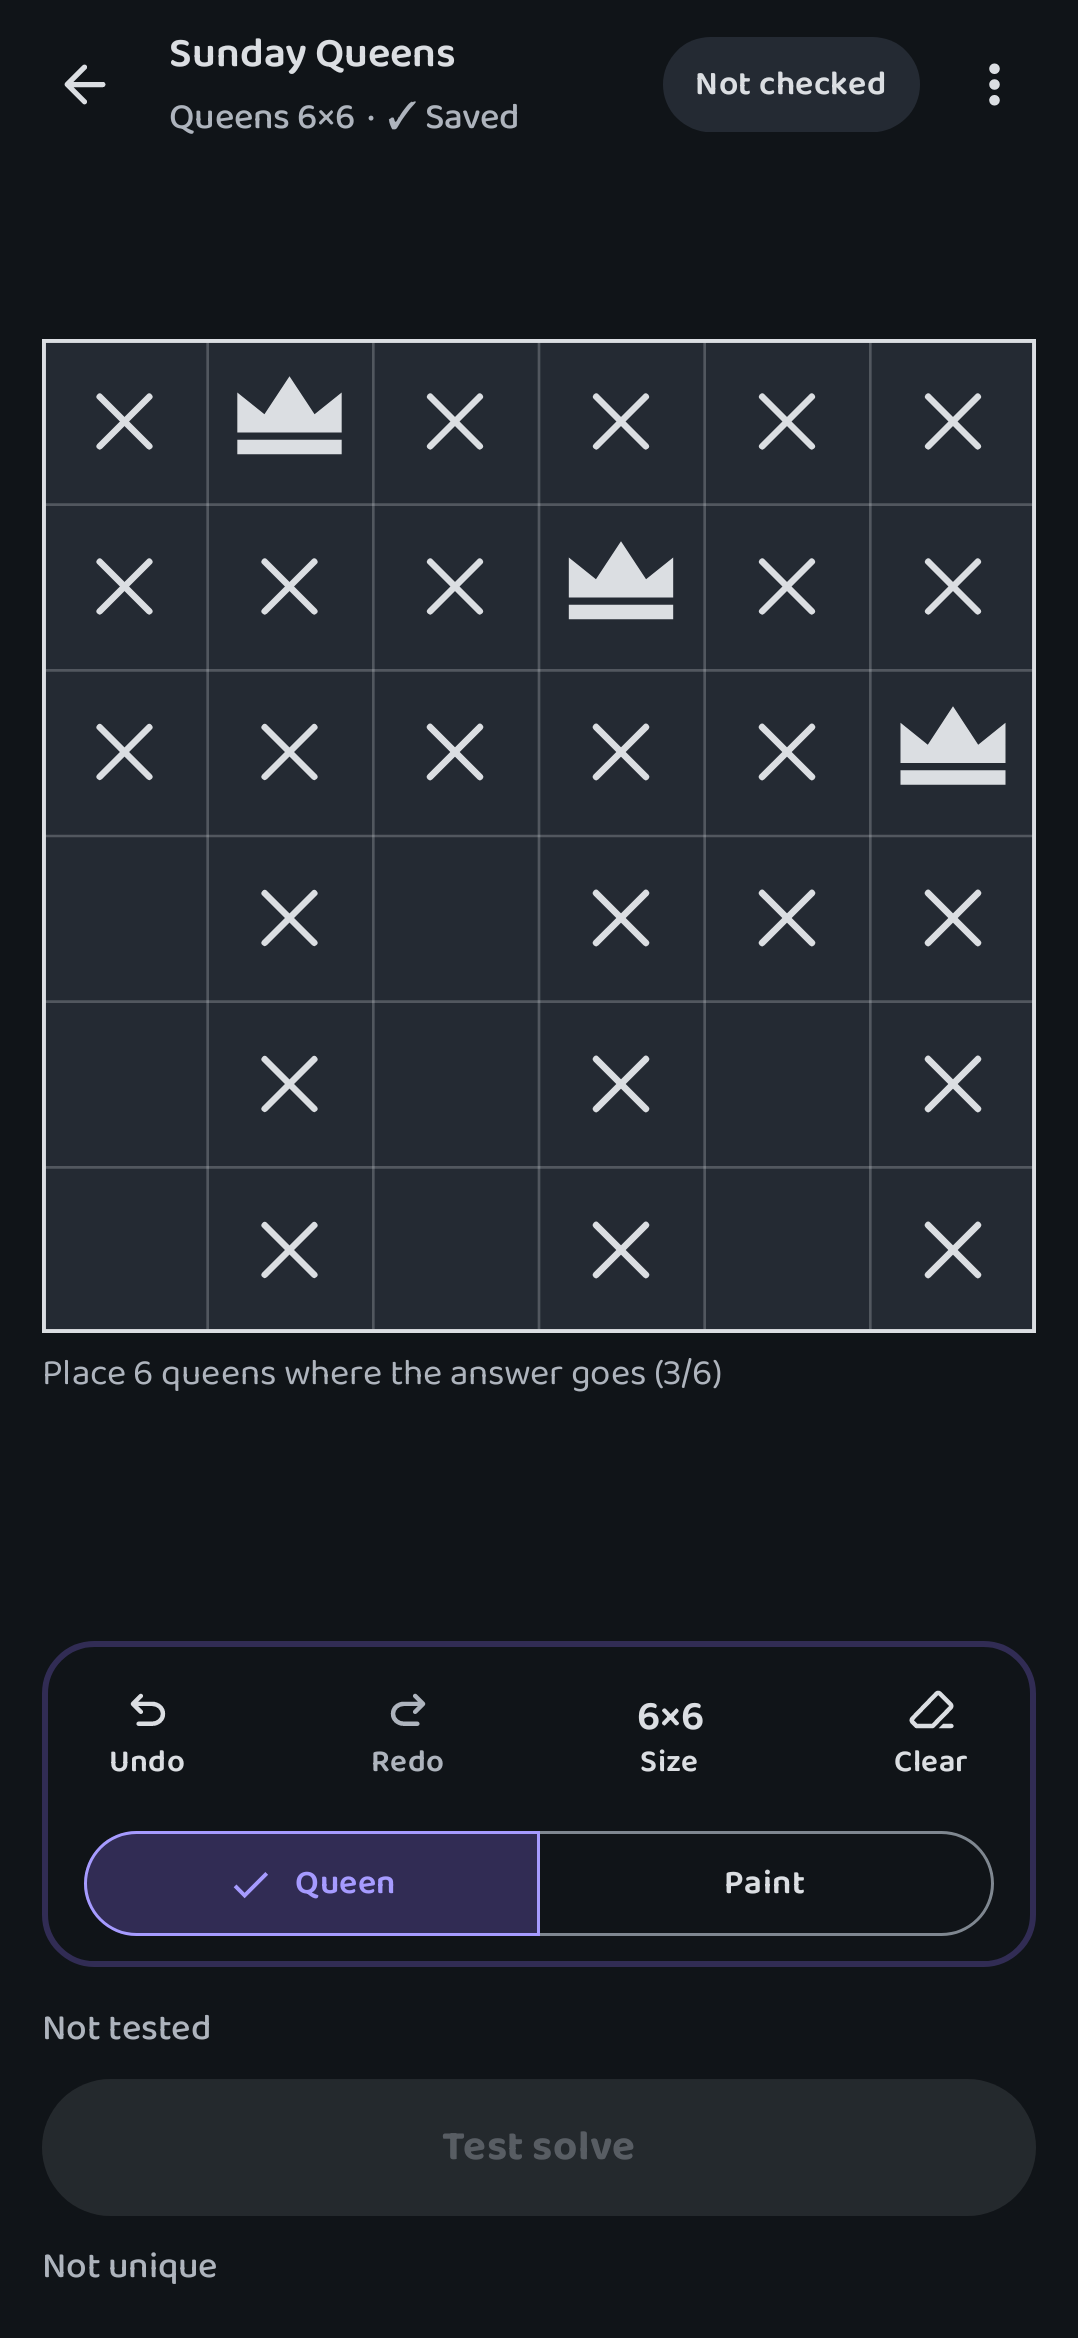 Sunday Queens
Queens 6×6 · ✓ Saved
Not checked
Place 6 queens where the answer goes (3/6)
Undo
Redo
6×6
Size
Clear
Queen
Paint
Not tested
Test solve
Not unique